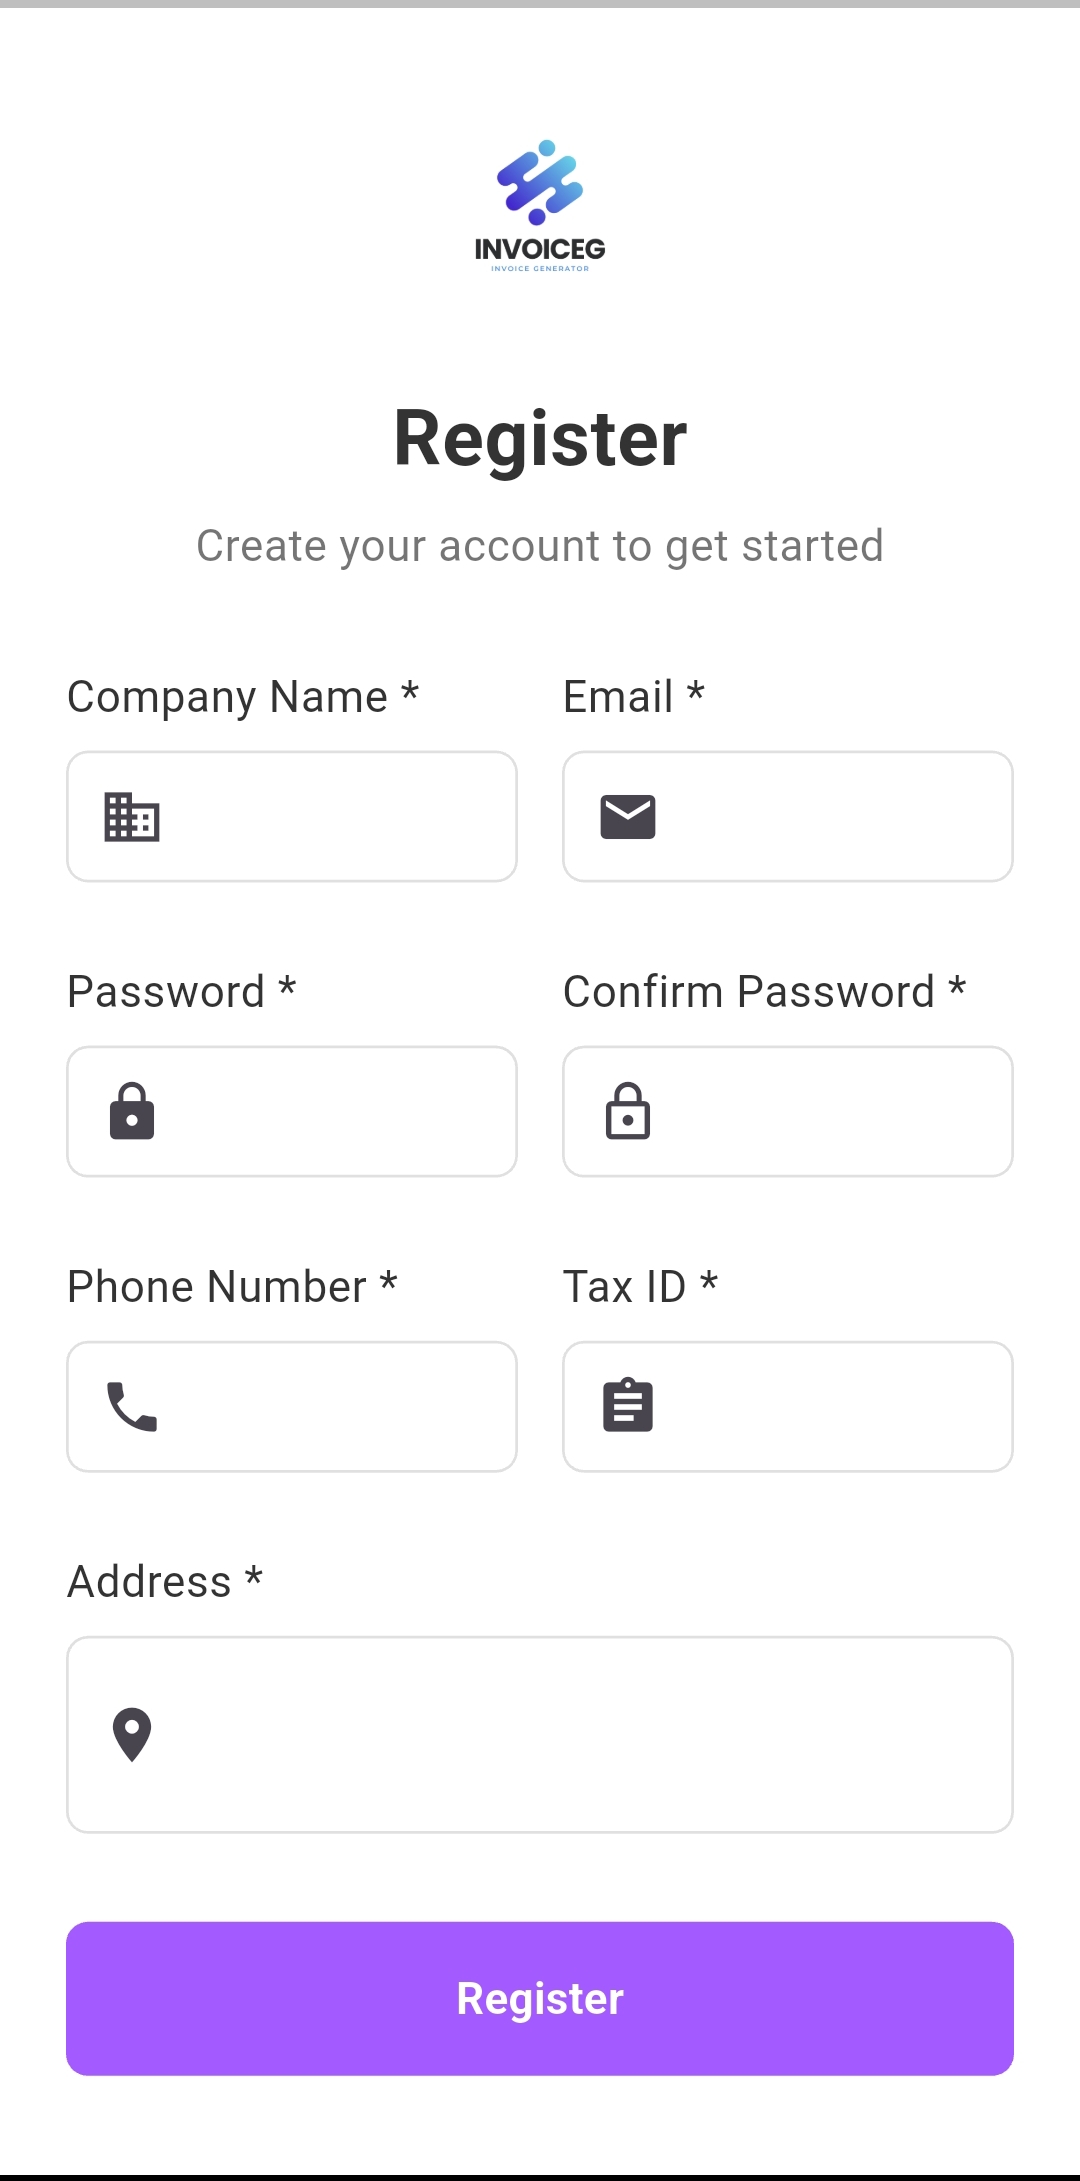 INVOICEG
INVOICE GENERATOR
Register
Create your account to get started
Company Name *
Email *
Password *
Confirm Password *
Phone Number *
Tax ID *
Address *
Register